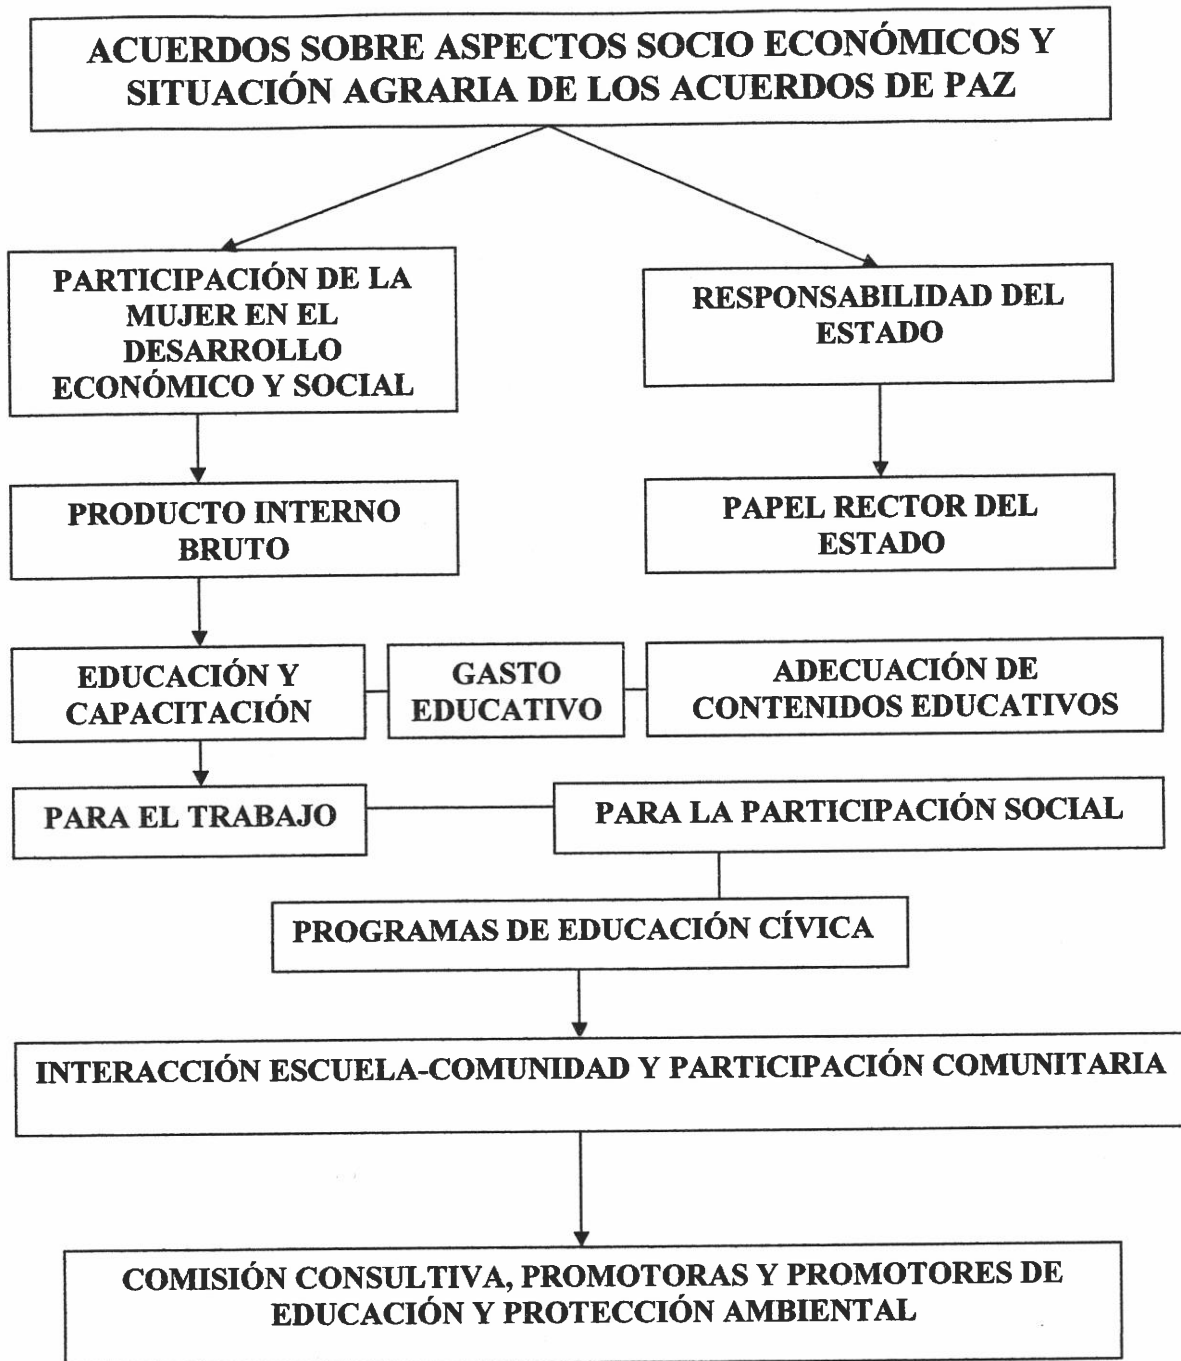 ACUERDOS SOBRE ASPECTOS SOCIO ECONÓMICOS Y
SITUACIÓN AGRARIA DE LOS ACUERDOS DE PAZ
PARTICIPACIÓN DE LA
MUJER EN EL
DESARROLLO
ECONÓMICO Y SOCIAL
RESPONSABILIDAD DEL
ESTADO
PRODUCTO INTERNO
BRUTO
PAPEL RECTOR DEL
ESTADO
EDUCACIÓN Y
CAPACITACIÓN
GASTO
EDUCATIVO
ADECUACIÓN DE
CONTENIDOS EDUCATIVOS
PARA EL TRABAJO
PARA LA PARTICIPACIÓN SOCIAL
PROGRAMAS DE EDUCACIÓN CÍVICA
INTERACCIÓN ESCUELA-COMUNIDAD Y PARTICIPACIÓN COMUNITARIA
COMISIÓN CONSULTIVA, PROMOTORAS Y PROMOTORES DE
EDUCACIÓN Y PROTECCIÓN AMBIENTAL